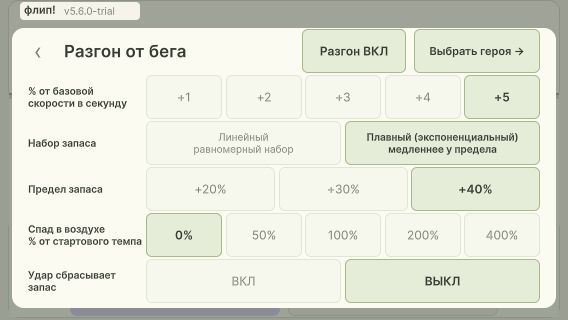 флип! v5.6.0-trial
‹ Разгон от бега Разгон ВКЛ Выбрать героя →
% от базовой
скорости в секунду
+1 +2 +3 +4 +5
Набор запаса
Линейный
равномерный набор
Плавный (экспоненциальный)
медленнее у предела
Предел запаса
+20% +30% +40%
Спад в воздухе
% от стартового темпа
0% 50% 100% 200% 400%
Удар сбрасывает
запас
ВКЛ ВЫКЛ